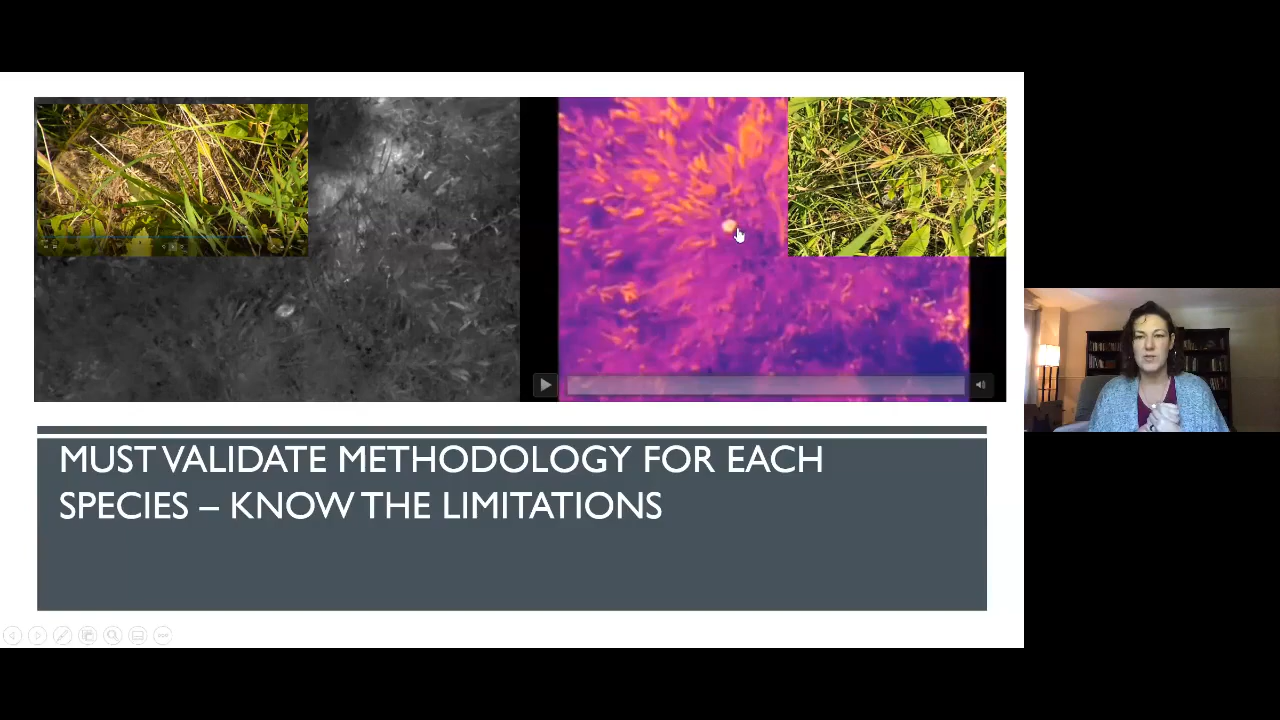 MUST VALIDATE METHODOLOGY FOR EACH
SPECIES – KNOW THE LIMITATIONS